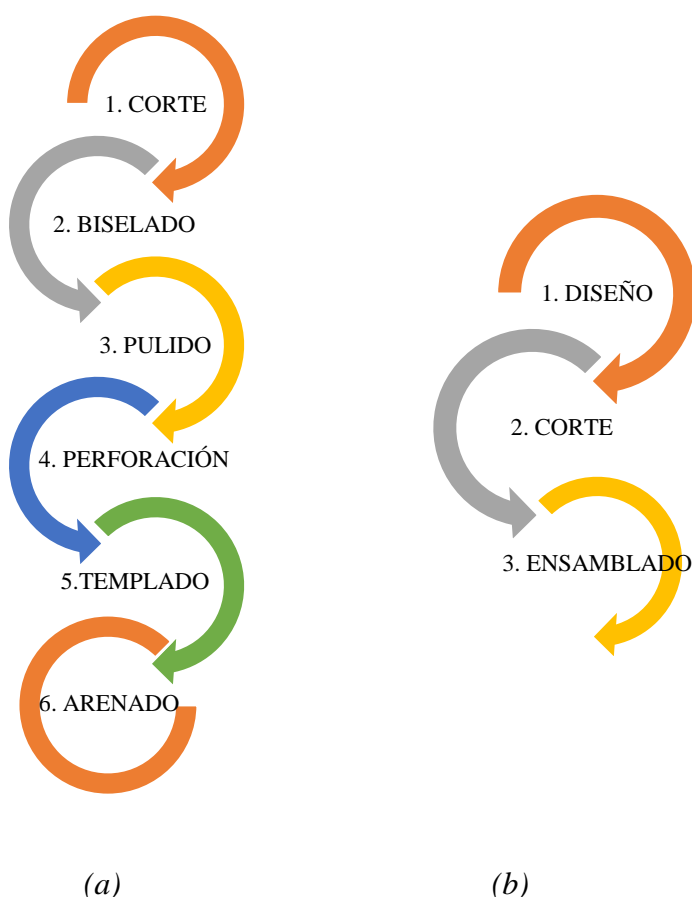 1. CORTE
2. BISELADO
3. PULIDO
4. PERFORACIÓN
5.TEMPLADO
6. ARENADO
(a)
1. DISEÑO
2. CORTE
3. ENSAMBLADO
(b)